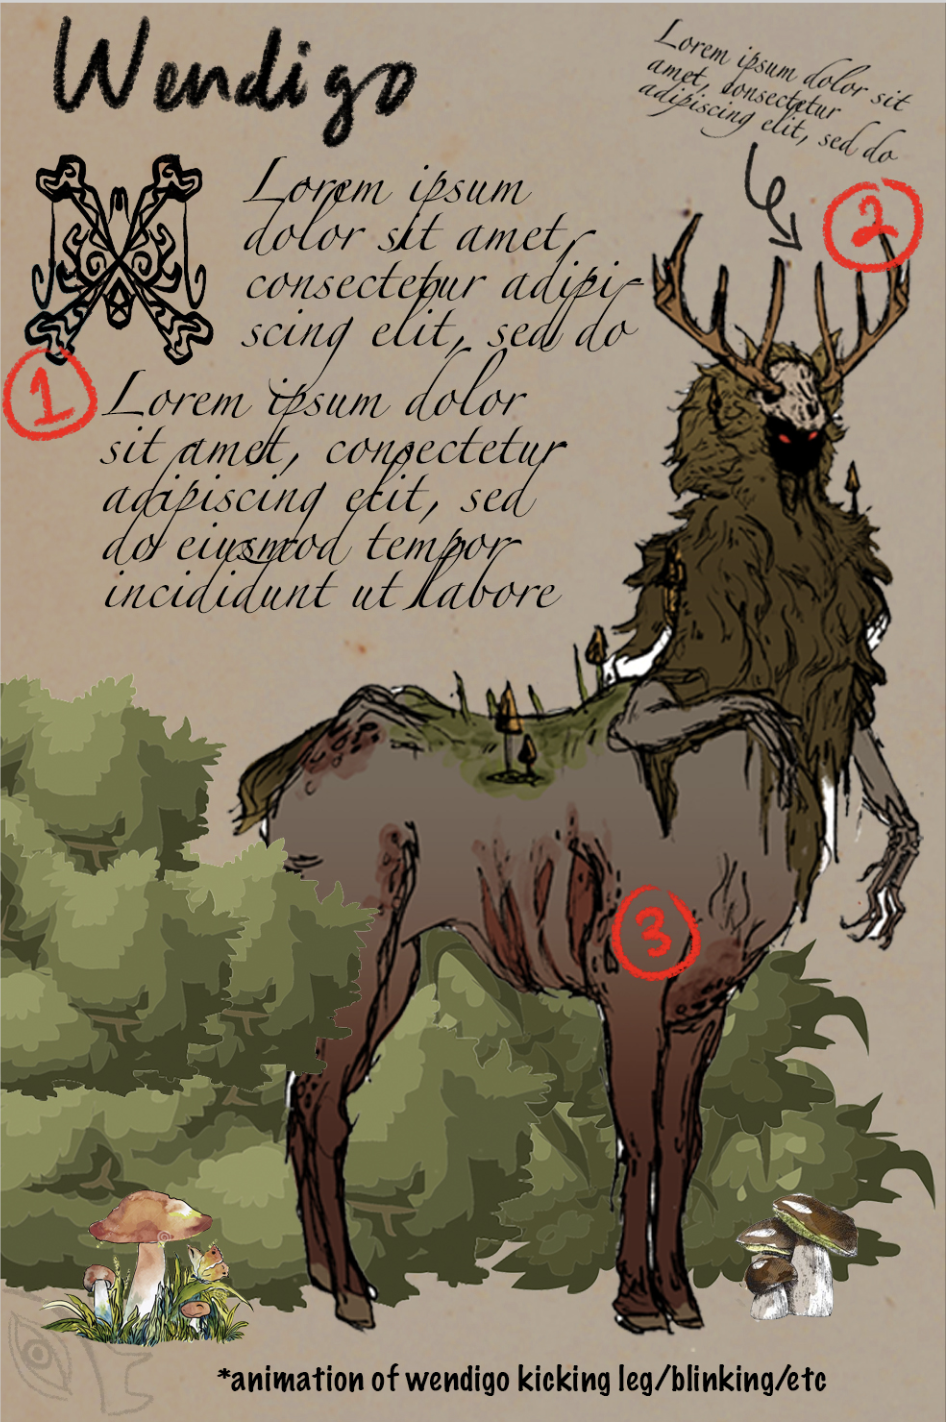 Wendigo
Lorem ipsum dolor sit
amet, consectetur
adipiscing elit, sed do
2
Lorem ipsum
dolor sit amet,
consectetur adipi-
scing elit, sed do
1
Lorem ipsum dolor
sit amet, consectetur
adipiscing elit, sed
do eiusmod tempor
incididunt ut labore
3
*animation of wendigo kicking leg/blinking/etc